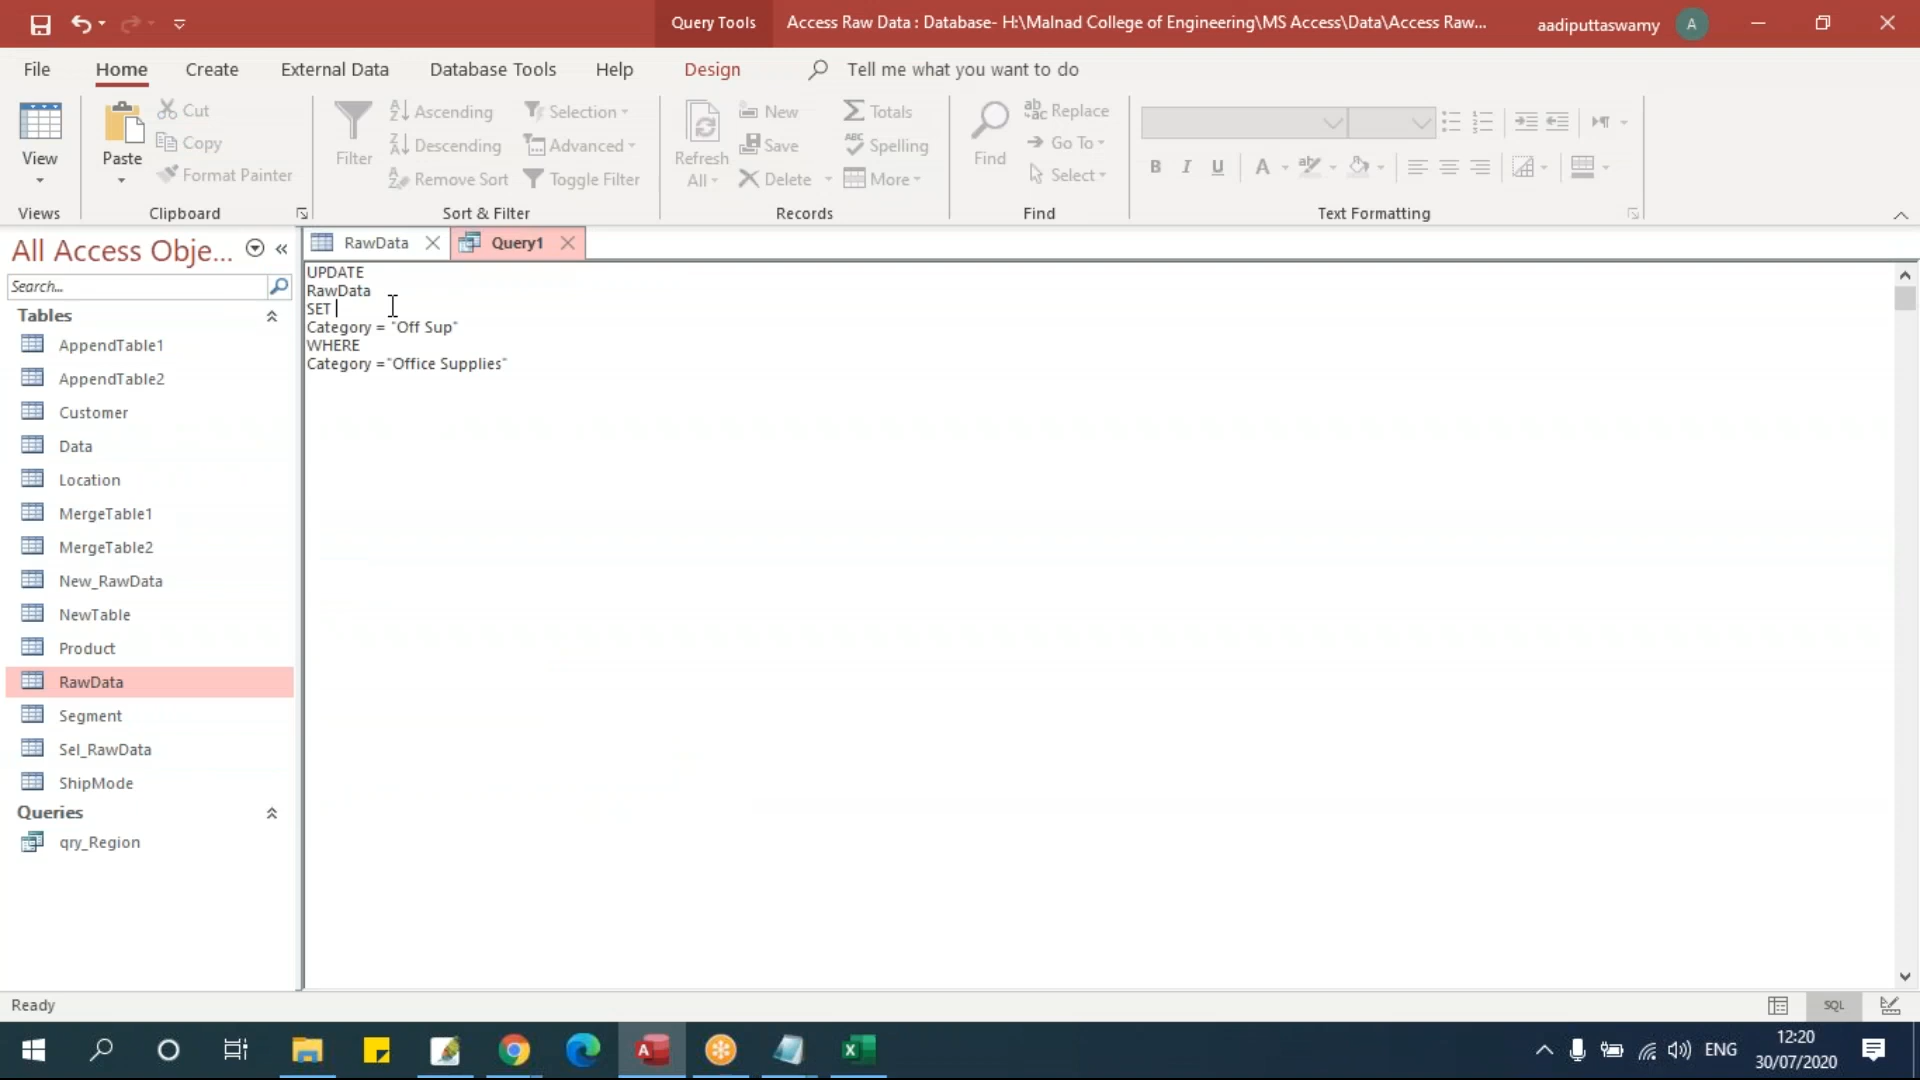 Query Tools
Access Raw Data : Database- H:\Malnad College of Engineering\MS Access\Data\Access Raw...
aadiputtaswamy
A
File
Home
Create
External Data
Database Tools
Help
Design
Tell me what you want to do
View
Views
Paste
Cut
Copy
Format Painter
Clipboard
Filter
Ascending
Descending
Remove Sort
Selection
Advanced
Toggle Filter
Sort & Filter
Refresh
All
New
Save
Delete
Totals
Spelling
More
Records
Find
Replace
Go To
Select
Find
B I U A
Text Formatting
All Access Obje...
Search...
Tables
AppendTable1
AppendTable2
Customer
Data
Location
MergeTable1
MergeTable2
New_RawData
NewTable
Product
RawData
Segment
Sel_RawData
ShipMode
Queries
qry_Region
RawData
Query1
UPDATE
RawData
SET
Category = "Off Sup"
WHERE
Category ="Office Supplies"
Ready
SQL
ENG
12:20
30/07/2020